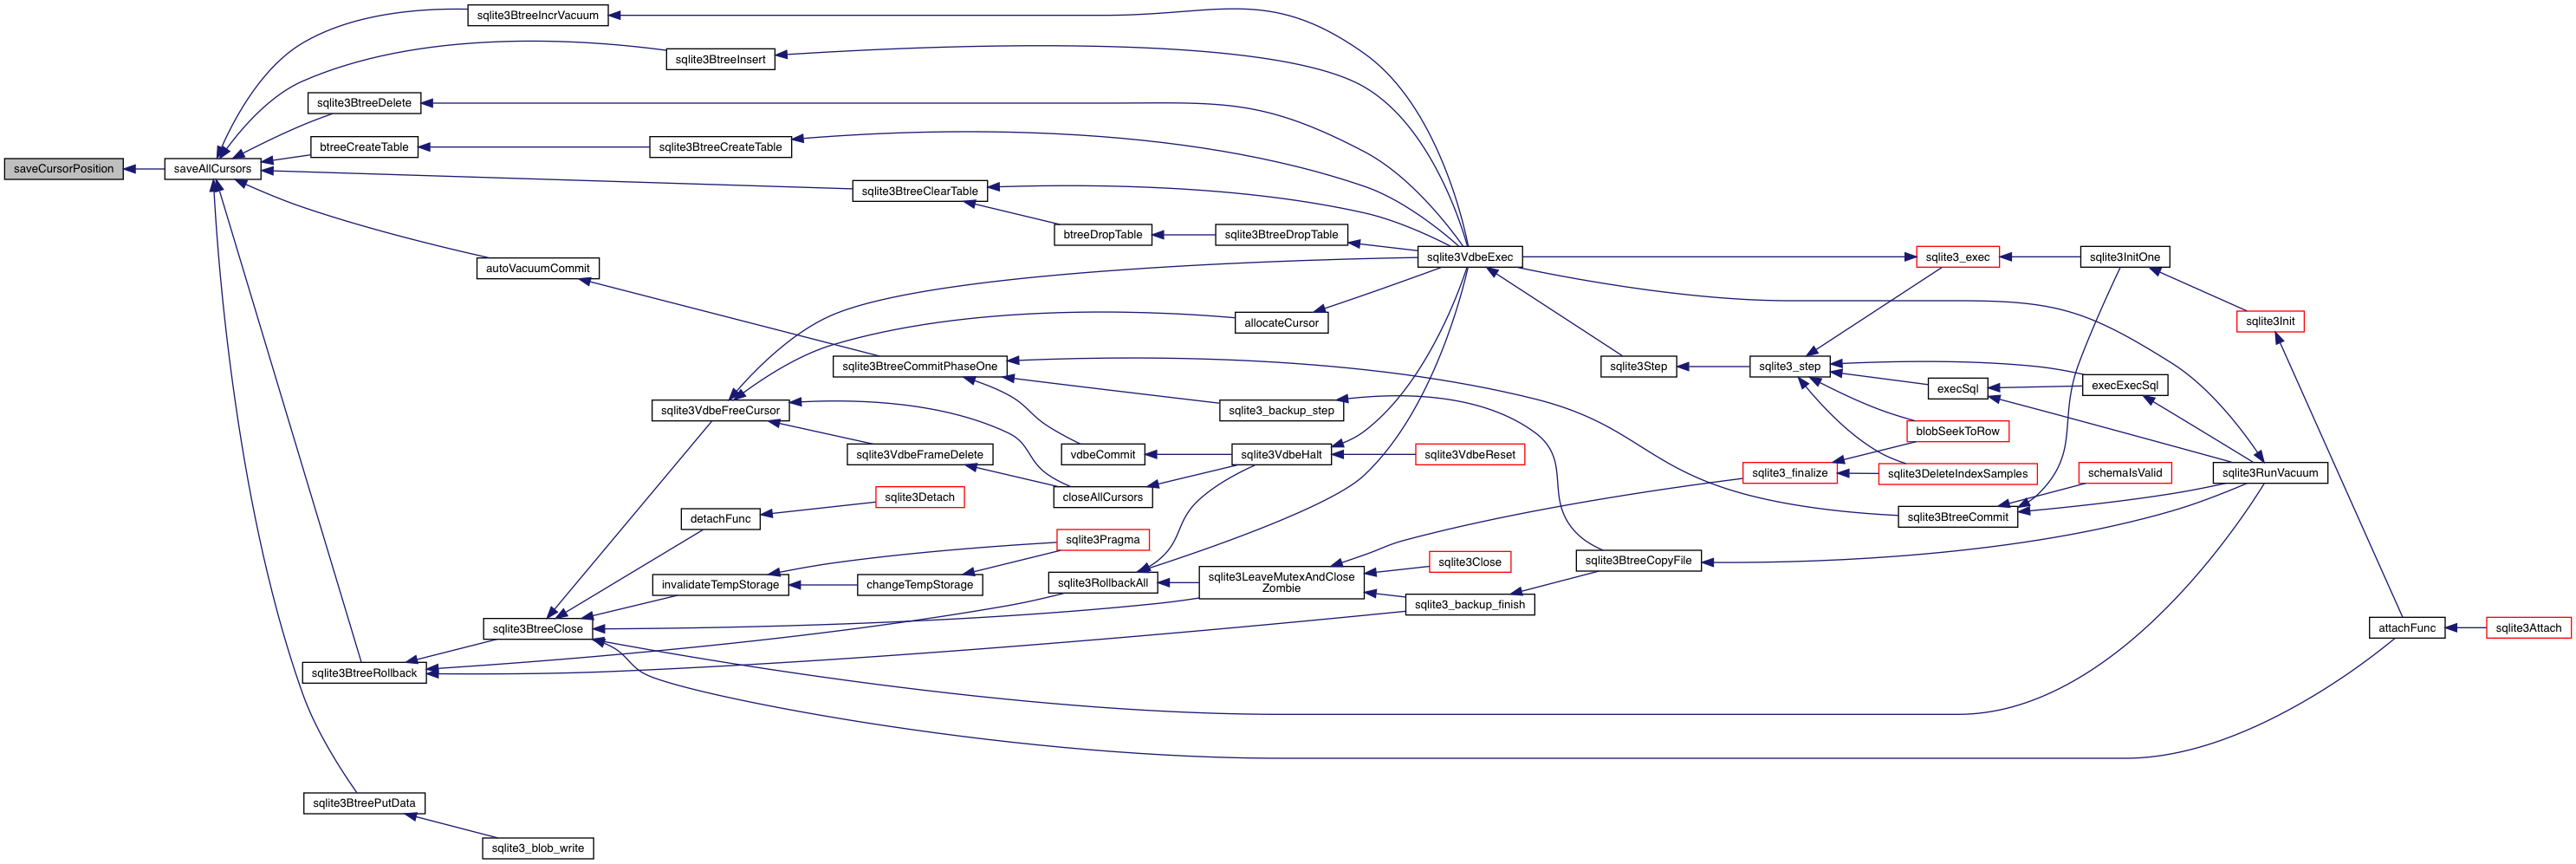 sqlite3BtreeIncrVacuum
sqlite3BtreeInsert
sqlite3BtreeDelete
btreeCreateTable
sqlite3BtreeCreateTable
saveCursorPosition
saveAllCursors
sqlite3BtreeClearTable
btreeDropTable
sqlite3BtreeDropTable
sqlite3VdbeExec
sqlite3_exec
sqlite3InitOne
autoVacuumCommit
allocateCursor
sqlite3Init
sqlite3BtreeCommitPhaseOne
sqlite3Step
sqlite3_step
execSql
execExecSql
sqlite3VdbeFreeCursor
sqlite3_backup_step
blobSeekToRow
sqlite3VdbeFrameDelete
vdbeCommit
sqlite3VdbeHalt
sqlite3VdbeReset
sqlite3_finalize
sqlite3DeleteIndexSamples
schemaIsValid
sqlite3RunVacuum
sqlite3Detach
closeAllCursors
detachFunc
sqlite3BtreeCommit
sqlite3Pragma
invalidateTempStorage
changeTempStorage
sqlite3RollbackAll
sqlite3LeaveMutexAndClose
Zombie
sqlite3Close
sqlite3BtreeCopyFile
sqlite3_backup_finish
sqlite3BtreeClose
attachFunc
sqlite3Attach
sqlite3BtreeRollback
sqlite3BtreePutData
sqlite3_blob_write